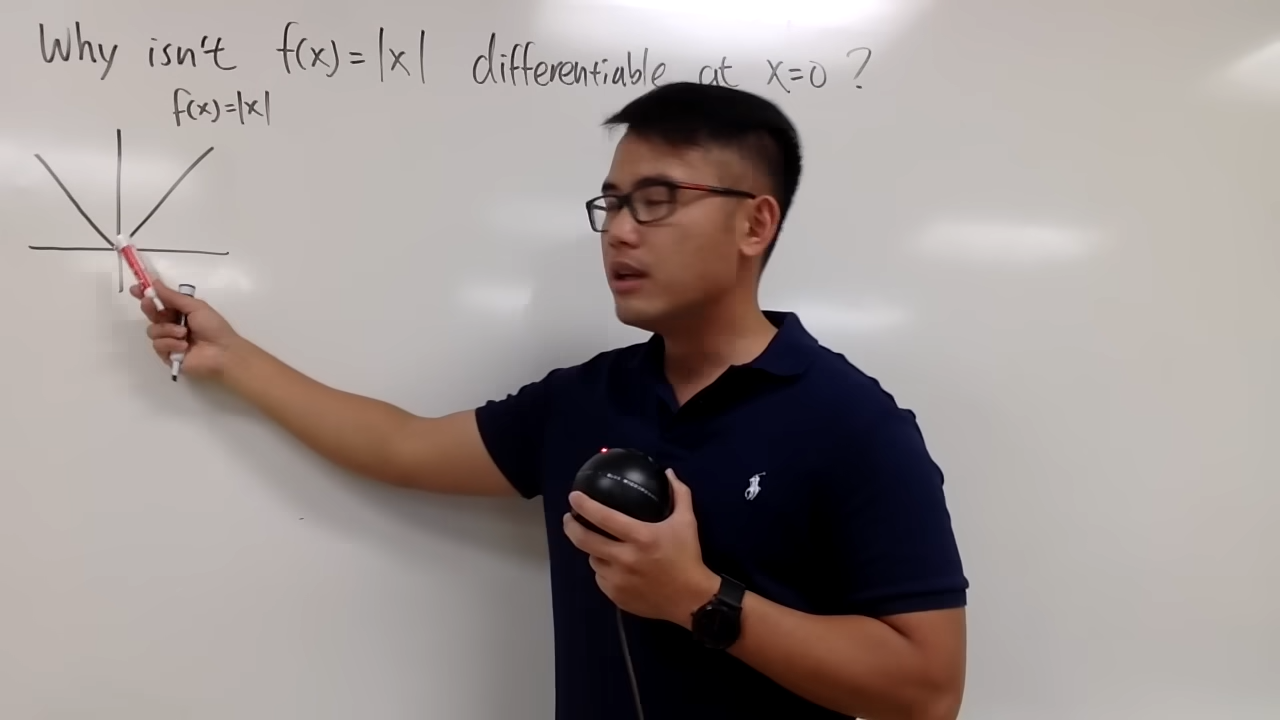 Why isn't f(x)=|x| differentiable at x=0?
f(x)=|x|